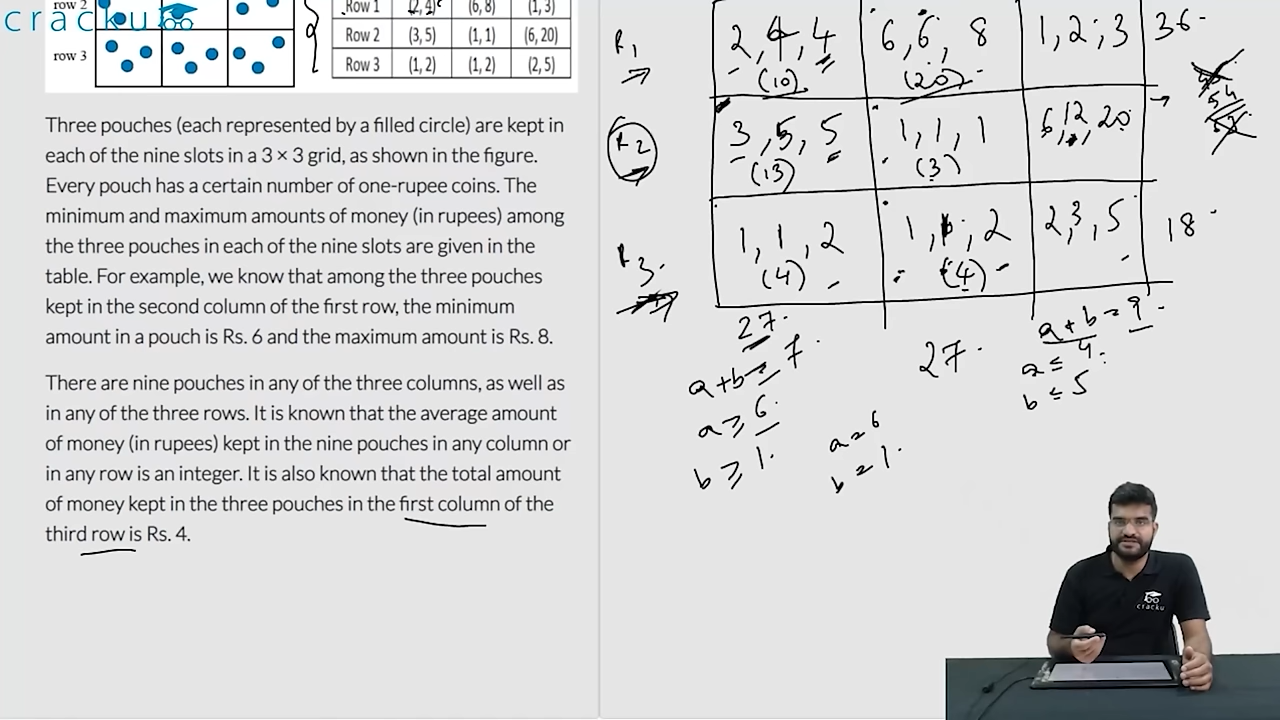 row 2
cracku
Row 1 (2, 4) (6, 8) (1, 3)
Row 2 (3, 5) (1, 1) (6, 20)
row 3
Row 3 (1, 2) (1, 2) (2, 5)
Three pouches (each represented by a filled circle) are kept in
each of the nine slots in a 3 × 3 grid, as shown in the figure.
Every pouch has a certain number of one-rupee coins. The
minimum and maximum amounts of money (in rupees) among
the three pouches in each of the nine slots are given in the
table. For example, we know that among the three pouches
kept in the second column of the first row, the minimum
amount in a pouch is Rs. 6 and the maximum amount is Rs. 8.
There are nine pouches in any of the three columns, as well as
in any of the three rows. It is known that the average amount
of money (in rupees) kept in the nine pouches in any column or
in any row is an integer. It is also known that the total amount
of money kept in the three pouches in the first column of the
third row is Rs. 4.
R1 2, 4, 4 6, 6, 8 1, 2, 3 36
(10) (20)
R2 3, 5, 5 1, 1, 1 6, 12, 20 54
(13) (3)
R3 1, 1, 2 1, 1, 2 2, 3, 5 18
(4) (4)
27 27 a + b = 9
a + b = 7 a ≤ 4
a ≥ 6 b ≤ 5
b ≥ 1
a = 6
b = 1
cracku